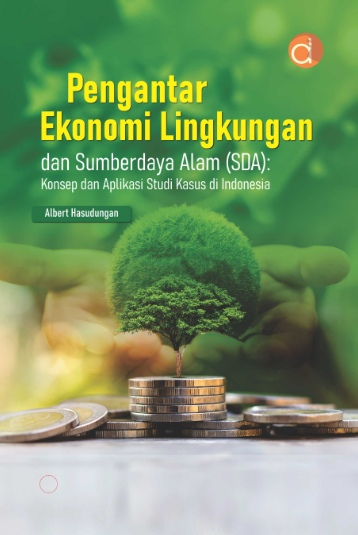 Pengantar
Ekonomi Lingkungan
dan Sumberdaya Alam (SDA):
Konsep dan Aplikasi Studi Kasus di Indonesia
Albert Hasudungan